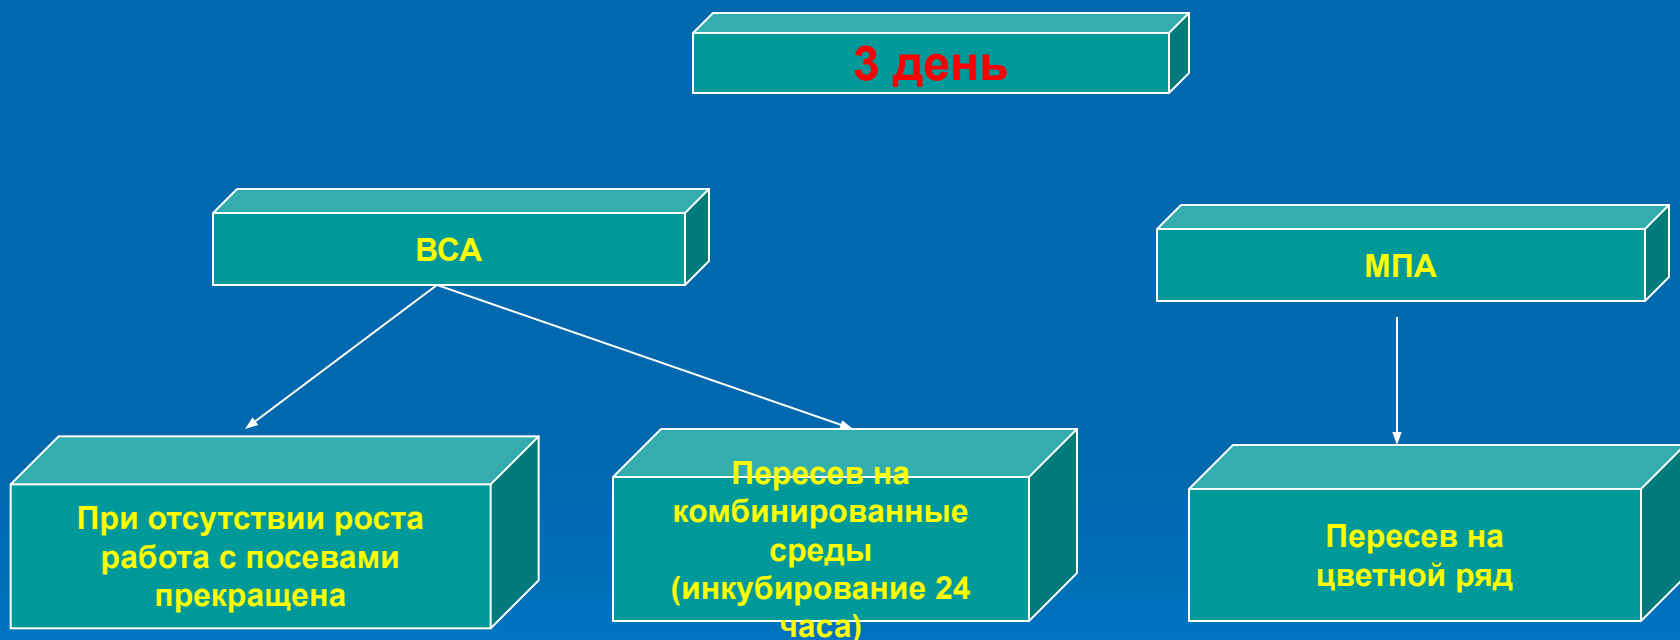 3 день
ВСА
МПА
При отсутствии роста
работа с посевами
прекращена
Пересев на
комбинированные
среды
(инкубирование 24
часа)
Пересев на
цветной ряд